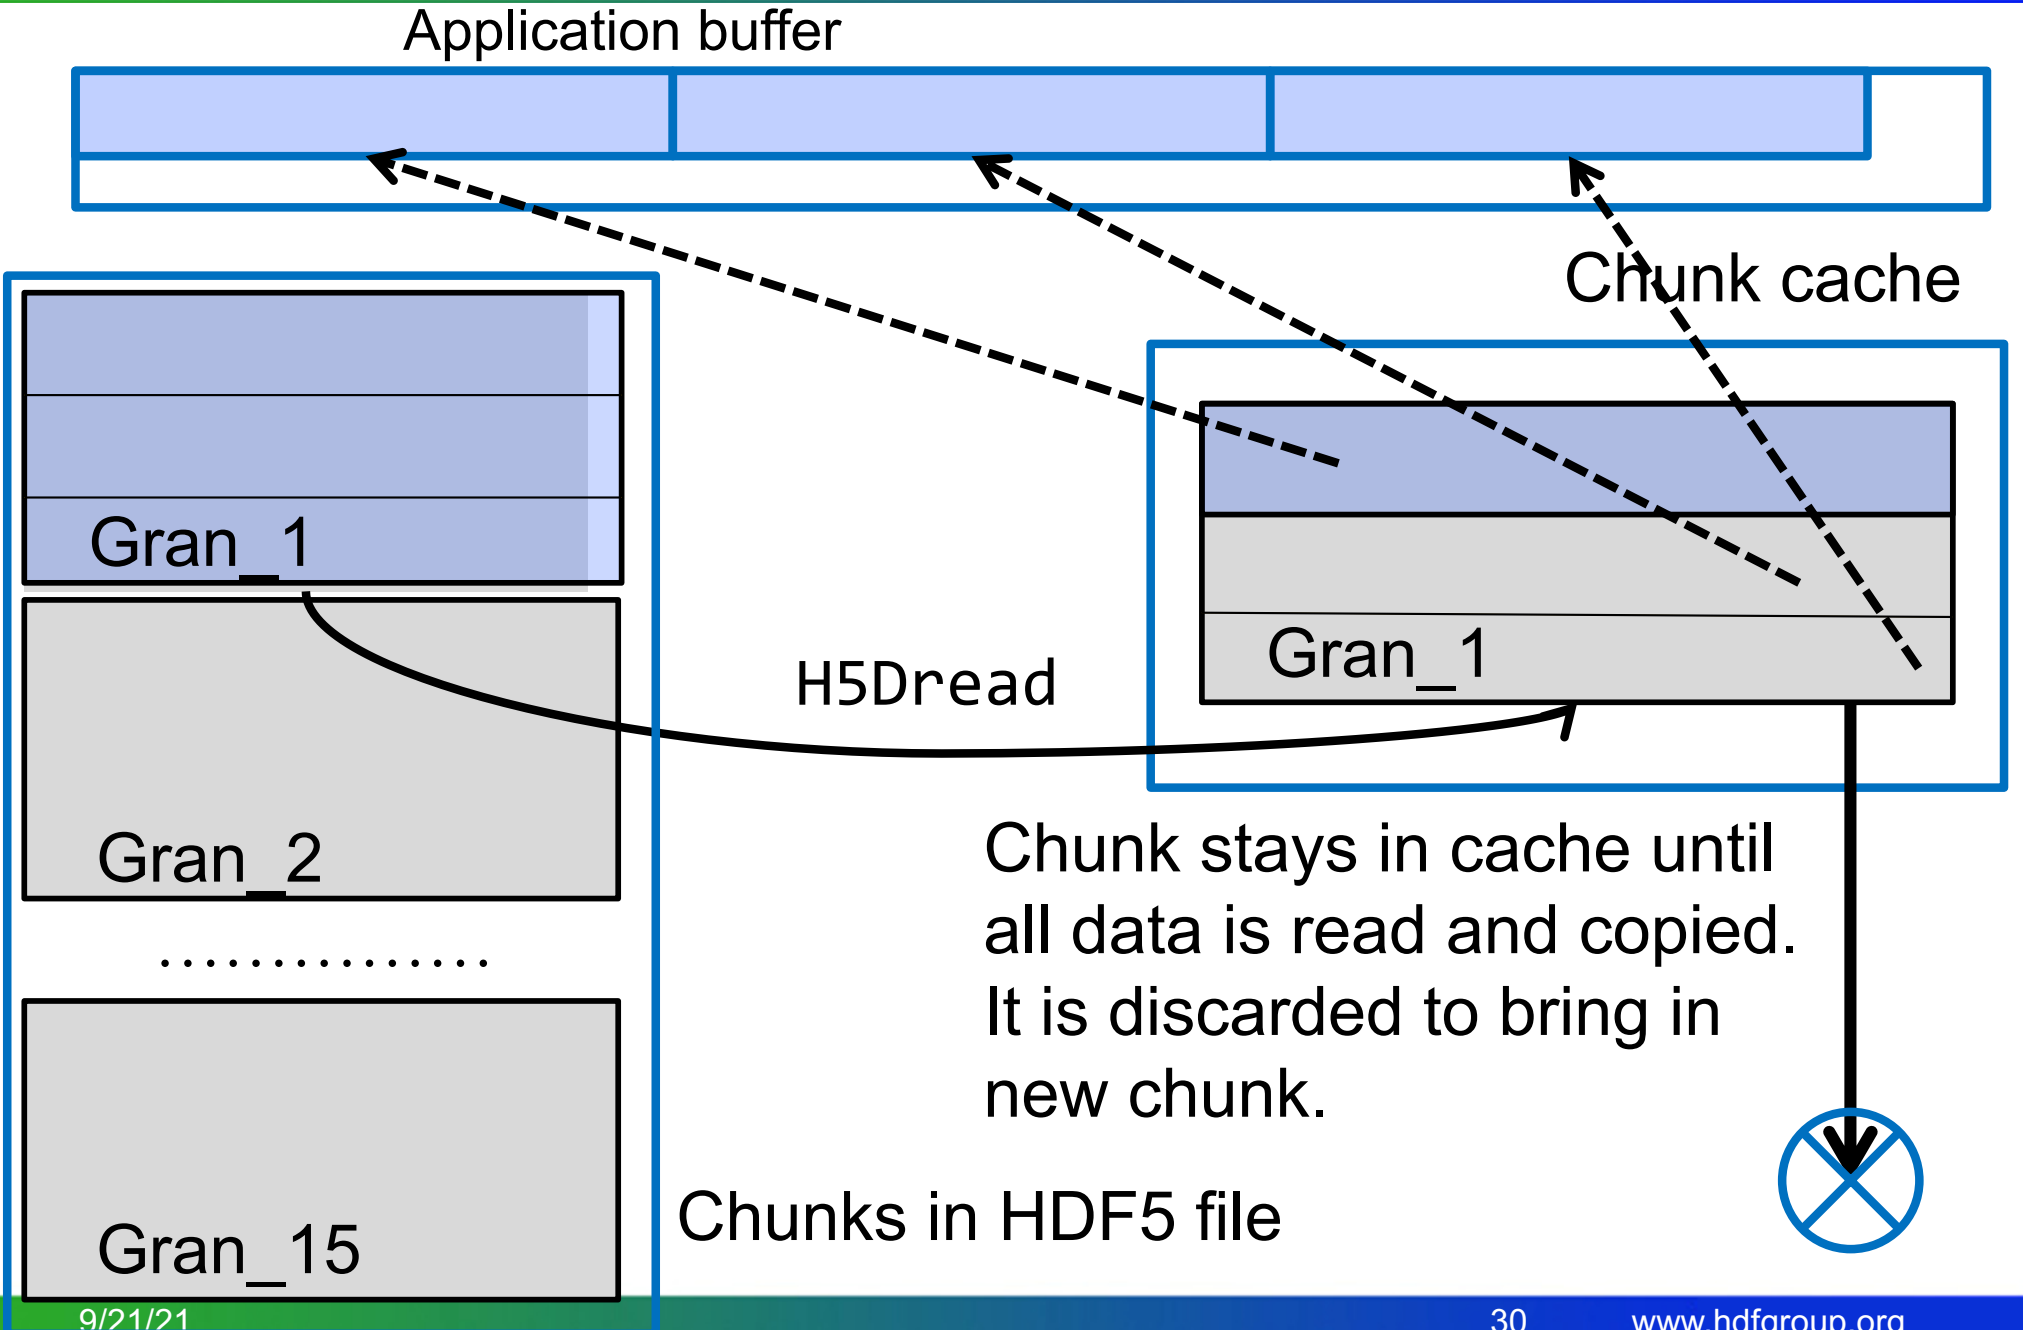 Application buffer
Chunk cache
Gran_1
Gran_1
H5Dread
Gran_2
Chunk stays in cache until
all data is read and copied.
It is discarded to bring in
new chunk.
...............
Chunks in HDF5 file
Gran_15
9/21/21
30
www.hdfgroup.org